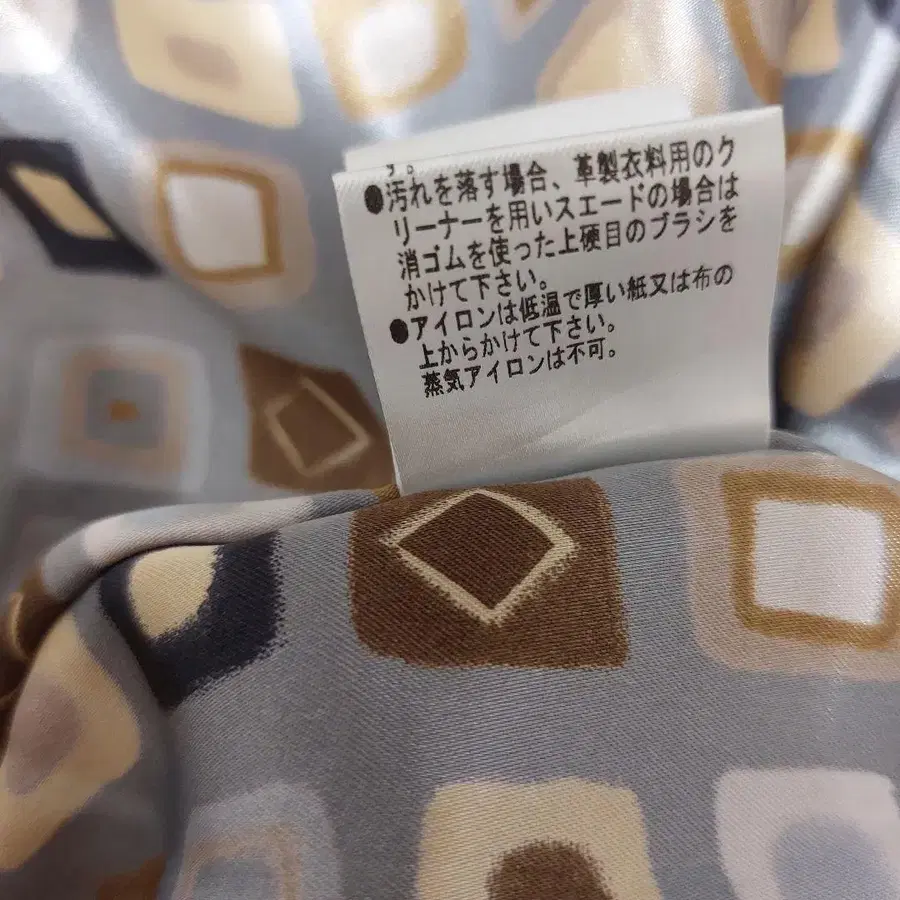 す。
●汚れを落す場合、革製衣料用のク
リーナーを用いスエードの場合は
消ゴムを使った上硬目のブラシを
かけて下さい。
●アイロンは低温で厚い紙又は布の
上からかけて下さい。
蒸気アイロンは不可。